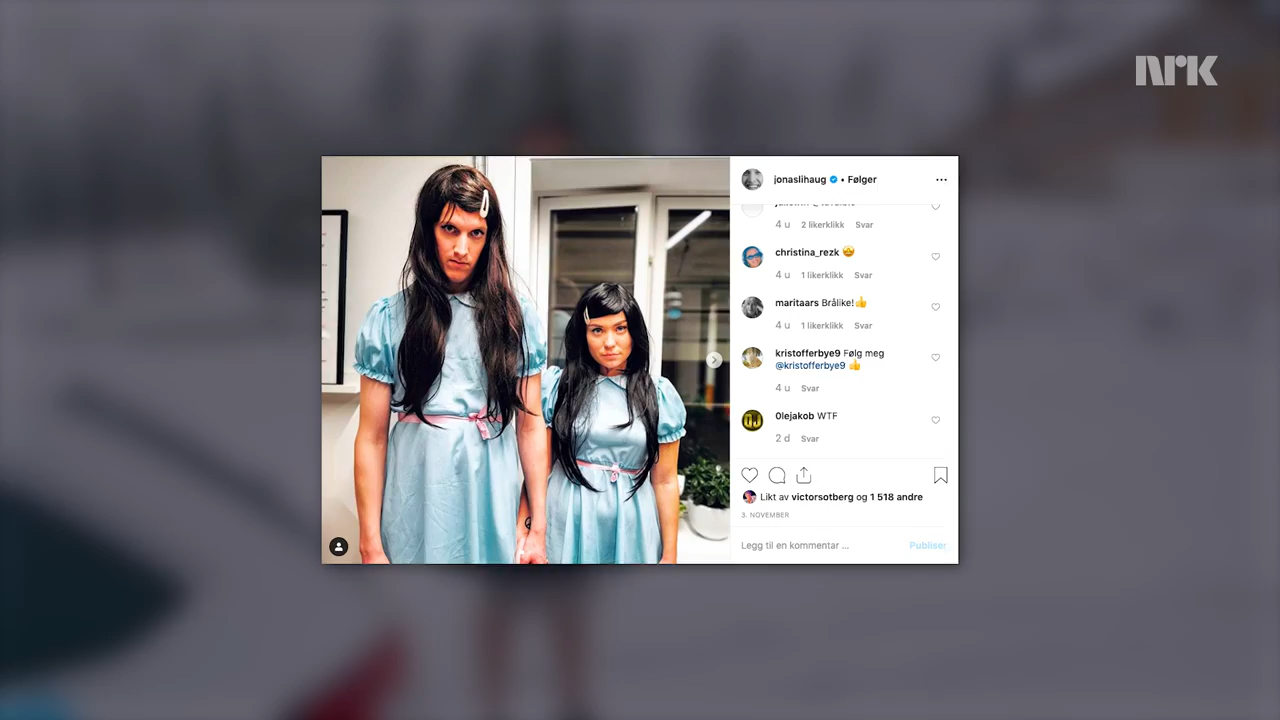 NRK
jonaslihaug • Følger
4 u 2 likerklikk Svar
christina_rezk 🤩
4 u 1 likerklikk Svar
maritaars Brålike!👍
4 u 1 likerklikk Svar
kristofferbye9 Følg meg
@kristofferbye9 👍
4 u Svar
0lejakob WTF
2 d Svar
Likt av victorsotberg og 1 518 andre
3. NOVEMBER
Legg til en kommentar ...
Publiser